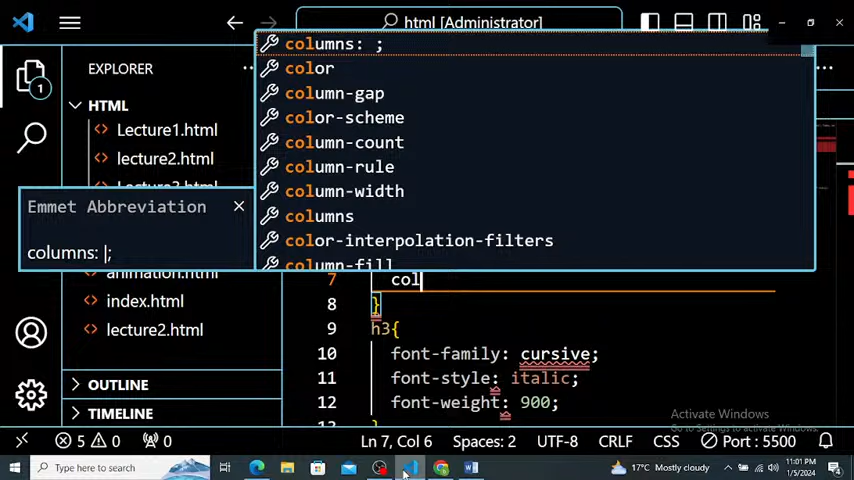 html [Administrator]
EXPLORER
HTML
Lecture1.html
lecture2.html
index.html
lecture2.html
OUTLINE
TIMELINE
1
columns: ;
color
column-gap
color-scheme
column-count
column-rule
column-width
columns
color-interpolation-filters
column-fill
Emmet Abbreviation
columns: |;
7 col
8 }
9 h3{
10 font-family: cursive;
11 font-style: italic;
12 font-weight: 900;
Activate Windows
Go to Settings to activate Windows.
5 0 0 Ln 7, Col 6 Spaces: 2 UTF-8 CRLF CSS Port : 5500
Type here to search
17°C Mostly cloudy
11:01 PM
1/5/2024
4